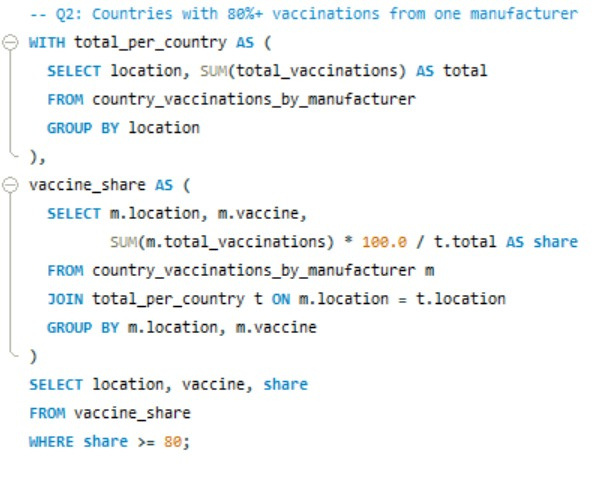 -- Q2: Countries with 80%+ vaccinations from one manufacturer
WITH total_per_country AS (
SELECT location, SUM(total_vaccinations) AS total
FROM country_vaccinations_by_manufacturer
GROUP BY location
),
vaccine_share AS (
SELECT m.location, m.vaccine,
SUM(m.total_vaccinations) * 100.0 / t.total AS share
FROM country_vaccinations_by_manufacturer m
JOIN total_per_country t ON m.location = t.location
GROUP BY m.location, m.vaccine
)
SELECT location, vaccine, share
FROM vaccine_share
WHERE share >= 80;